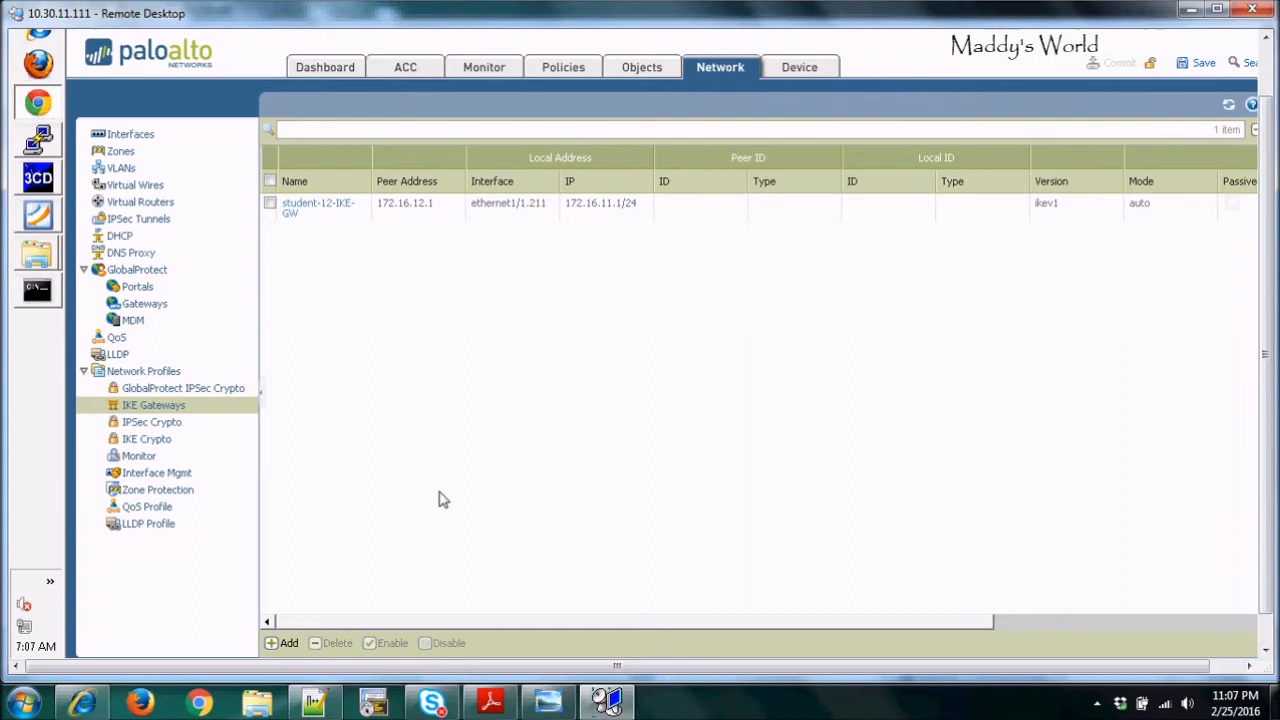 10.30.11.111 - Remote Desktop
paloalto
NETWORKS
Maddy's World
Dashboard
ACC
Monitor
Policies
Objects
Network
Device
Commit
Save
Sea
Interfaces
Zones
VLANs
Virtual Wires
Virtual Routers
IPSec Tunnels
DHCP
DNS Proxy
GlobalProtect
Portals
Gateways
MDM
QoS
LLDP
Network Profiles
GlobalProtect IPSec Crypto
IKE Gateways
IPSec Crypto
IKE Crypto
Monitor
Interface Mgmt
Zone Protection
QoS Profile
LLDP Profile
1 item
Local Address
Peer ID
Local ID
Name
Peer Address
Interface
IP
ID
Type
ID
Type
Version
Mode
Passive
student-12-IKE-
GW
172.16.12.1
ethernet1/1.211
172.16.11.1/24
ikev1
auto
Add
Delete
Enable
Disable
3CD
C:\.
»
7:07 AM
11:07 PM
2/25/2016